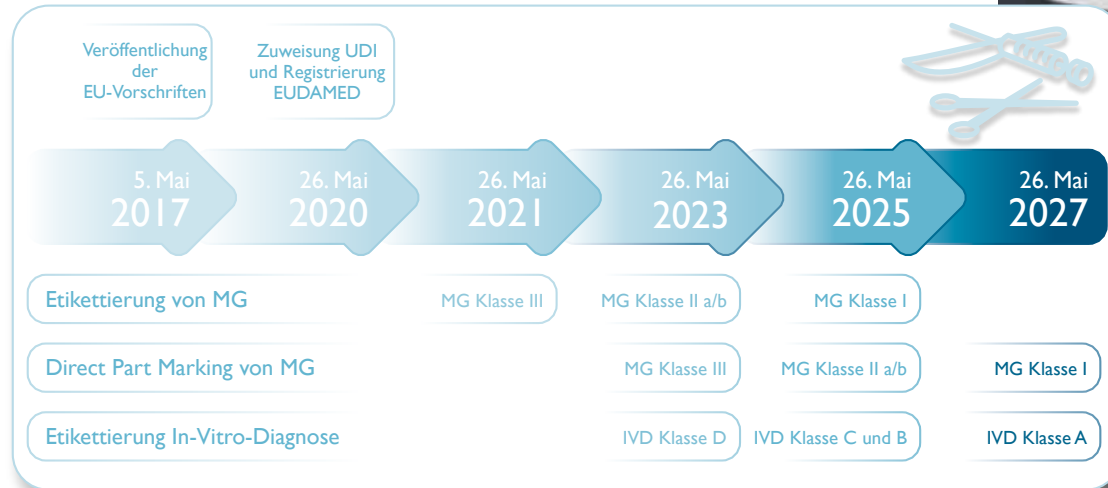 Veröffentlichung
der
EU-Vorschriften
Zuweisung UDI
und Registrierung
EUDAMED
5. Mai
2017
26. Mai
2020
26. Mai
2021
26. Mai
2023
26. Mai
2025
26. Mai
2027
Etikettierung von MG
MG Klasse III
MG Klasse II a/b
MG Klasse I
Direct Part Marking von MG
MG Klasse III
MG Klasse II a/b
MG Klasse I
Etikettierung In-Vitro-Diagnose
IVD Klasse D
IVD Klasse C und B
IVD Klasse A